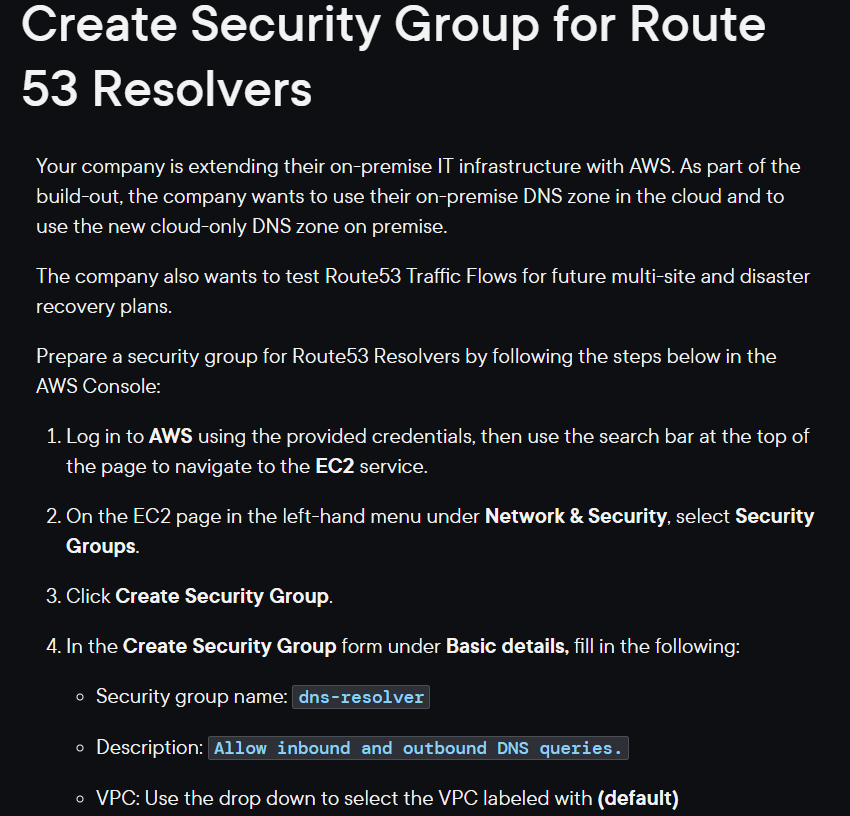 Create Security Group for Route
53 Resolvers
Your company is extending their on-premise IT infrastructure with AWS. As part of the
build-out, the company wants to use their on-premise DNS zone in the cloud and to
use the new cloud-only DNS zone on premise.
The company also wants to test Route53 Traffic Flows for future multi-site and disaster
recovery plans.
Prepare a security group for Route53 Resolvers by following the steps below in the
AWS Console:
1. Log in to AWS using the provided credentials, then use the search bar at the top of
the page to navigate to the EC2 service.
2. On the EC2 page in the left-hand menu under Network & Security, select Security
Groups.
3. Click Create Security Group.
4. In the Create Security Group form under Basic details, fill in the following:
◦ Security group name: dns-resolver
◦ Description: Allow inbound and outbound DNS queries.
◦ VPC: Use the drop down to select the VPC labeled with (default)